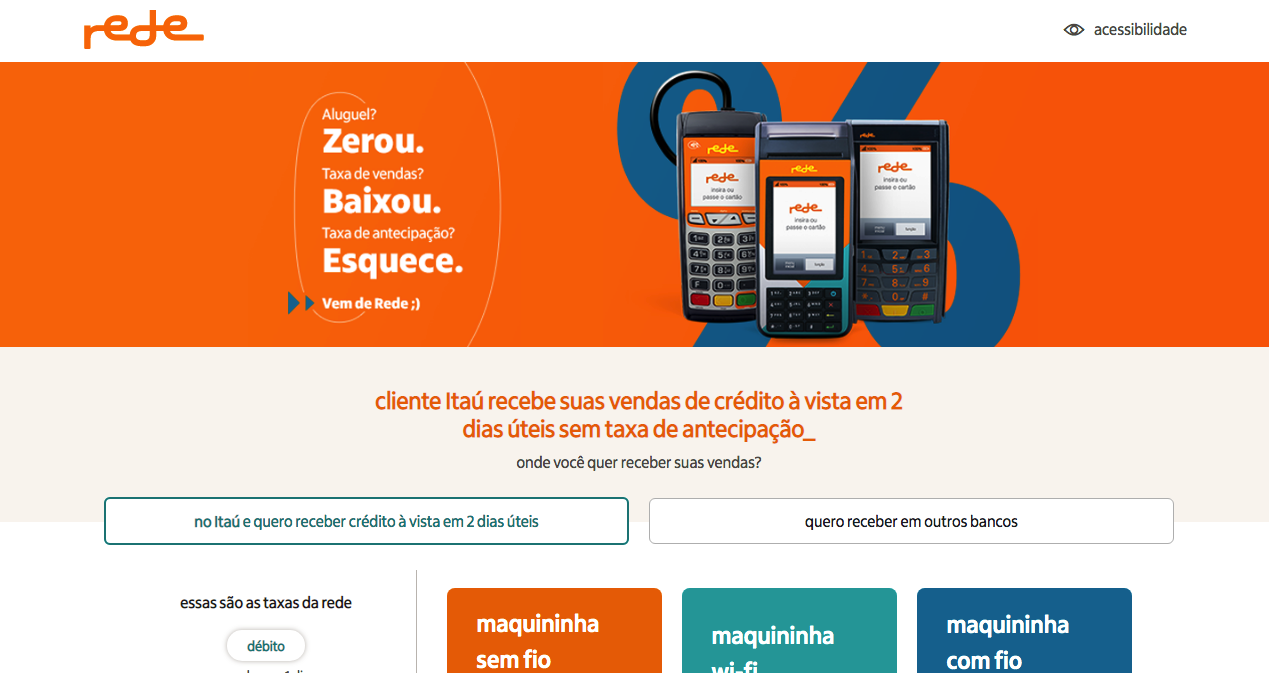 rede
acessibilidade
Aluguel?
Zerou.
Taxa de vendas?
Baixou.
Taxa de antecipação?
Esquece.
Vem de Rede ;)
rede
rede
insira ou
passe o cartão
rede
rede
insira ou
passe o cartão
rede
rede
insira ou
passe o cartão
cliente Itaú recebe suas vendas de crédito à vista em 2
dias úteis sem taxa de antecipação_
onde você quer receber suas vendas?
no Itaú e quero receber crédito à vista em 2 dias úteis
quero receber em outros bancos
essas são as taxas da rede
débito
maquininha
sem fio
maquininha
wi-fi
maquininha
com fio